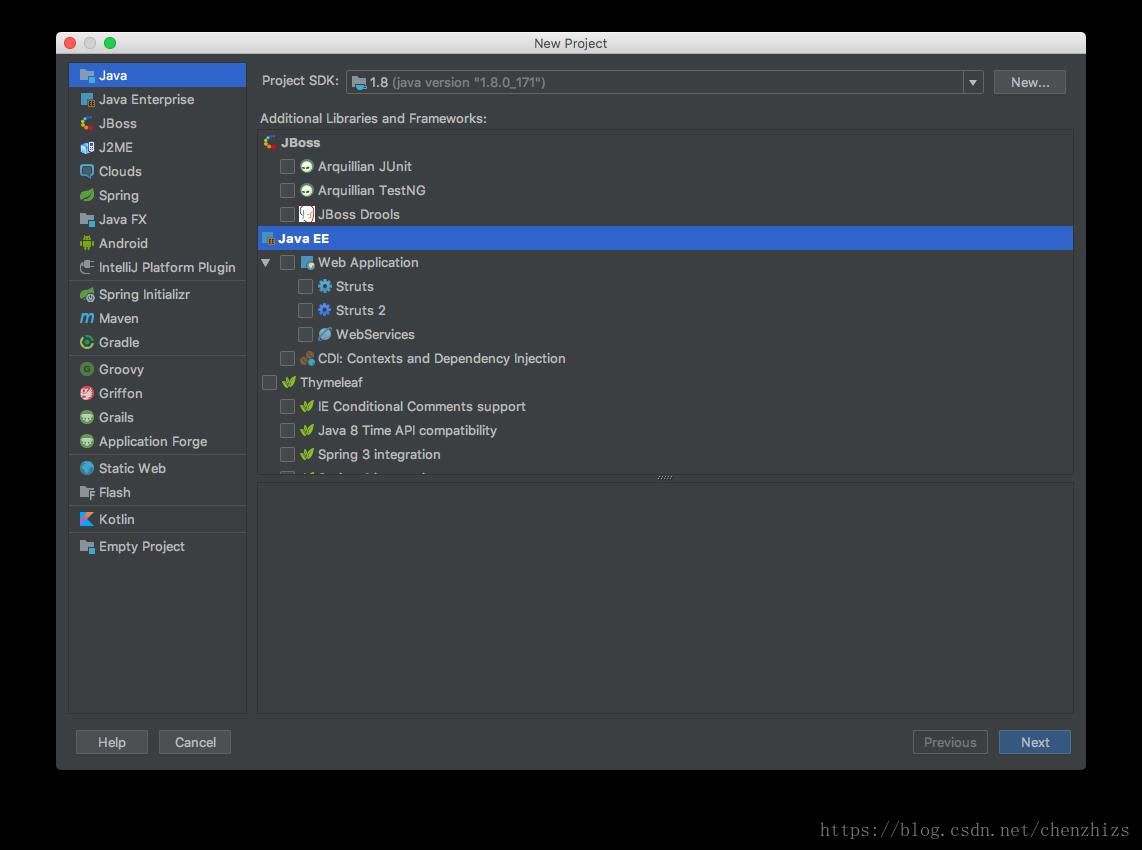 New Project
Java
Java Enterprise
JBoss
J2ME
Clouds
Spring
Java FX
Android
IntelliJ Platform Plugin
Spring Initializr
Maven
Gradle
Groovy
Griffon
Grails
Application Forge
Static Web
Flash
Kotlin
Empty Project
Project SDK: 1.8 (java version "1.8.0_171") New...
Additional Libraries and Frameworks:
JBoss
Arquillian JUnit
Arquillian TestNG
JBoss Drools
Java EE
Web Application
Struts
Struts 2
WebServices
CDI: Contexts and Dependency Injection
Thymeleaf
IE Conditional Comments support
Java 8 Time API compatibility
Spring 3 integration
Help Cancel Previous Next
https://blog.csdn.net/chenzhizs